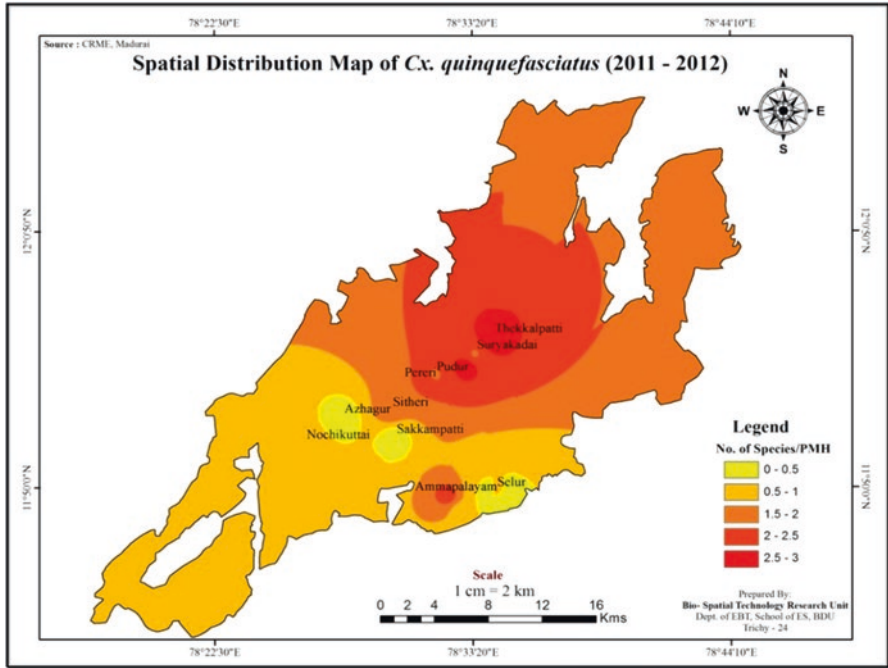 78°22'30"E 78°33'20"E 78°44'10"E
Source : CRME, Madurai
Spatial Distribution Map of Cx. quinquefasciatus (2011 - 2012)
N
W E
S
12°0'50"N 12°0'50"N
Thekkalpatti
Suryakadai
Pudur
Pereri
Sitheri
Azhagur
Sakkampatti
Nochikuttai
Ammapalayam
Selur
11°50'0"N 11°50'0"N
Legend
No. of Species/PMH
0 - 0.5
0.5 - 1
1.5 - 2
2 - 2.5
2.5 - 3
Scale
1 cm = 2 km
0 2 4 8 12 16
Kms
Prepared By:
Bio- Spatial Technology Research Unit
Dept. of EBT, School of ES, BDU
Trichy - 24
78°22'30"E 78°33'20"E 78°44'10"E